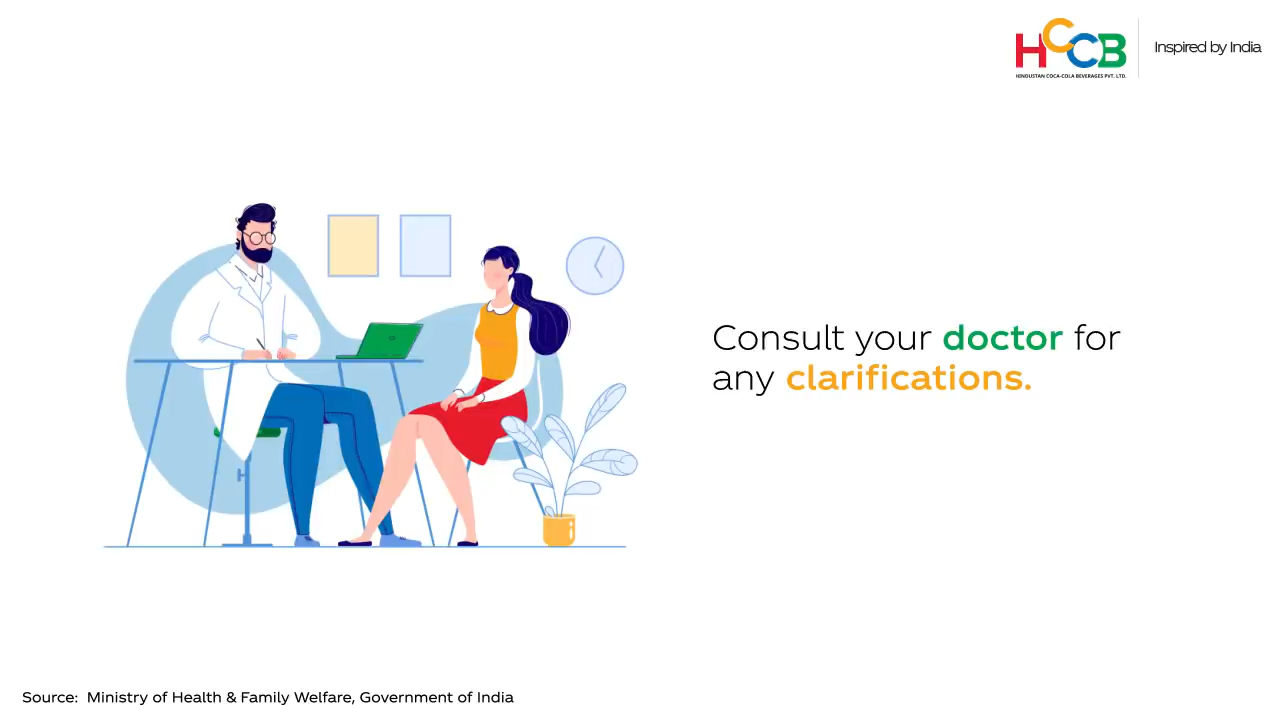 HCCB
HINDUSTAN COCA-COLA BEVERAGES PVT. LTD.
Inspired by India
Consult your doctor for
any clarifications.
Source: Ministry of Health & Family Welfare, Government of India